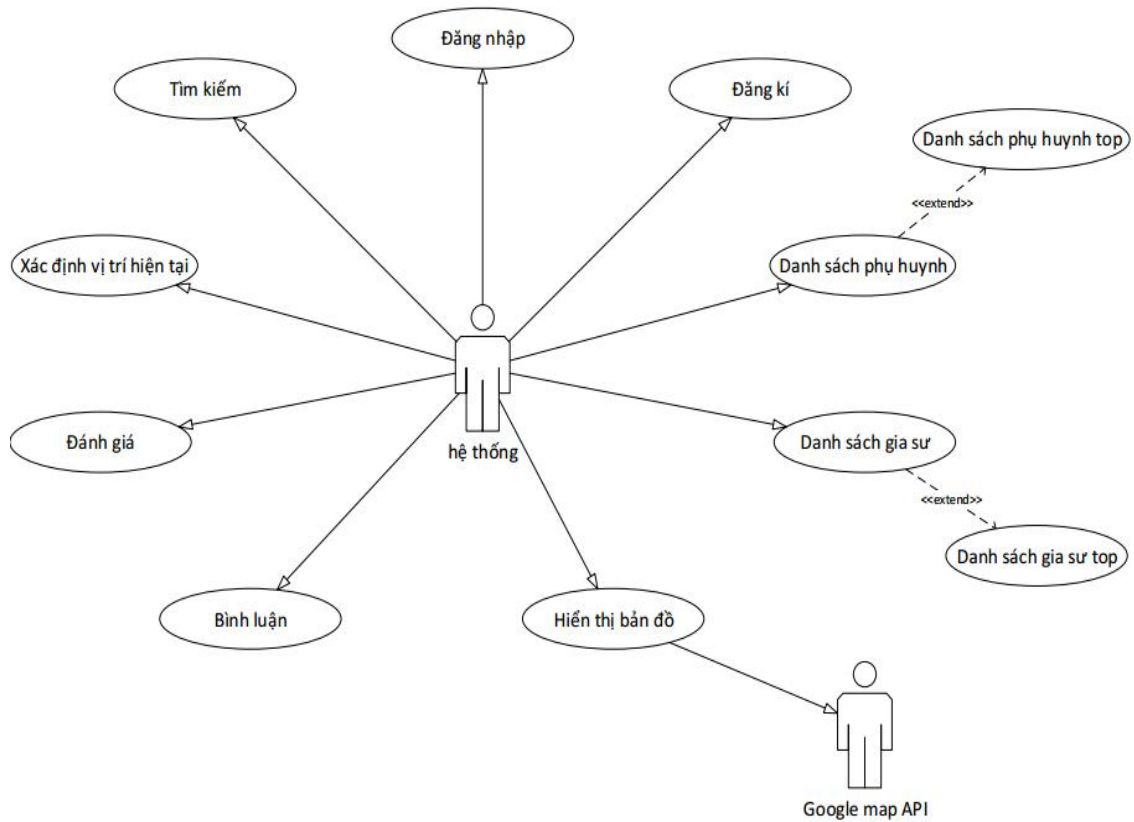 Đăng nhập
Tìm kiếm
Đăng kí
Danh sách phụ huynh top
<<extend>>
Xác định vị trí hiện tại
Danh sách phụ huynh
Đánh giá
hệ thống
Danh sách gia sư
<<extend>>
Danh sách gia sư top
Bình luận
Hiển thị bản đồ
Google map API